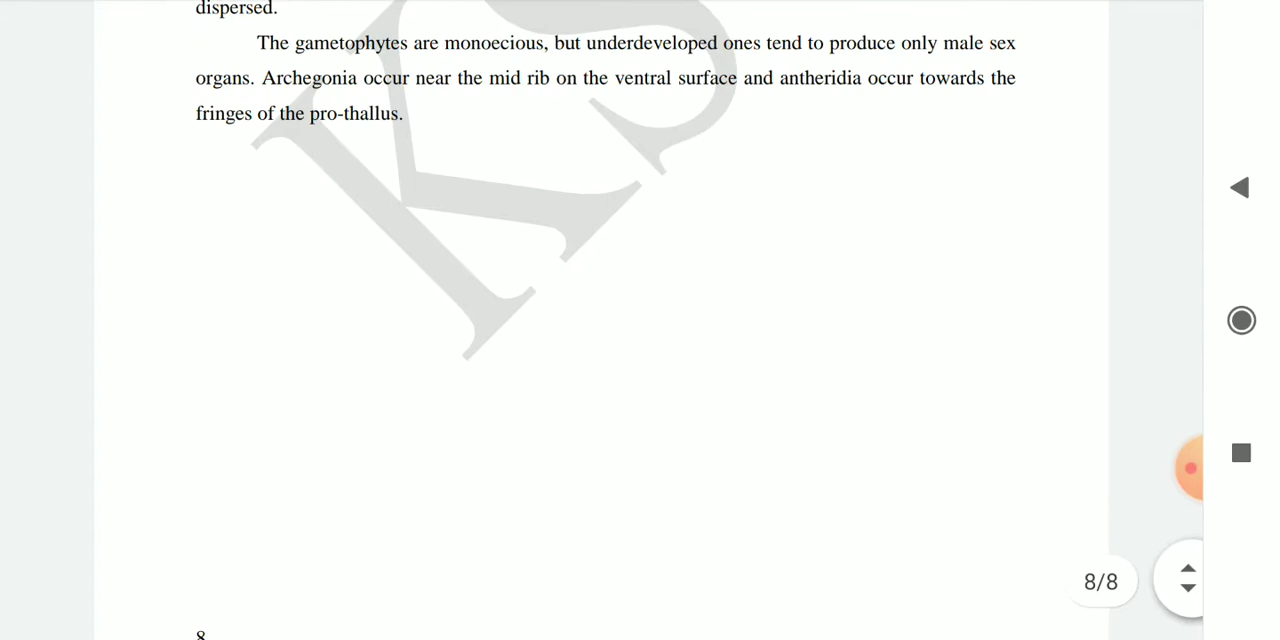 dispersed.
The gametophytes are monoecious, but underdeveloped ones tend to produce only male sex
organs. Archegonia occur near the mid rib on the ventral surface and antheridia occur towards the
fringes of the pro-thallus.
KS
8/8
8